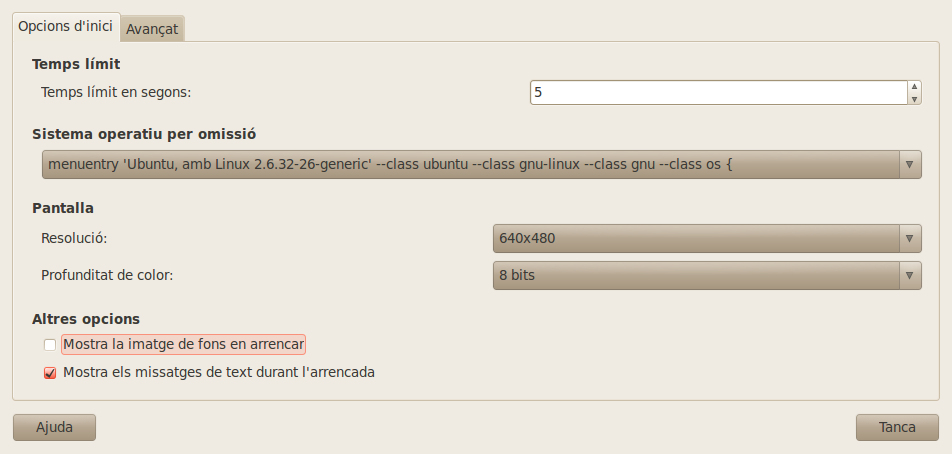 Opcions d'inici
Avançat
Temps límit
Temps límit en segons:
5
Sistema operatiu per omissió
menuentry 'Ubuntu, amb Linux 2.6.32-26-generic' --class ubuntu --class gnu-linux --class gnu --class os {
Pantalla
Resolució:
640x480
Profunditat de color:
8 bits
Altres opcions
Mostra la imatge de fons en arrencar
Mostra els missatges de text durant l'arrencada
Ajuda
Tanca